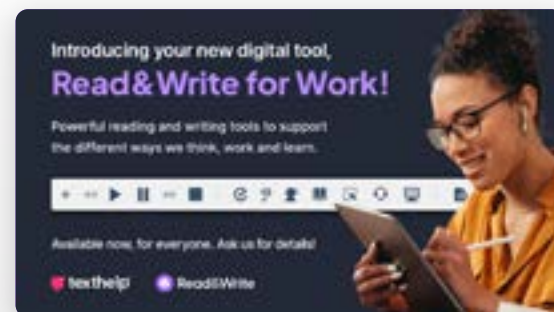 Introducing your new digital tool,
Read&Write for Work!
Powerful reading and writing tools to support
the different ways we think, work and learn.
Available now, for everyone. Ask us for details!
texthelp
Read&Write